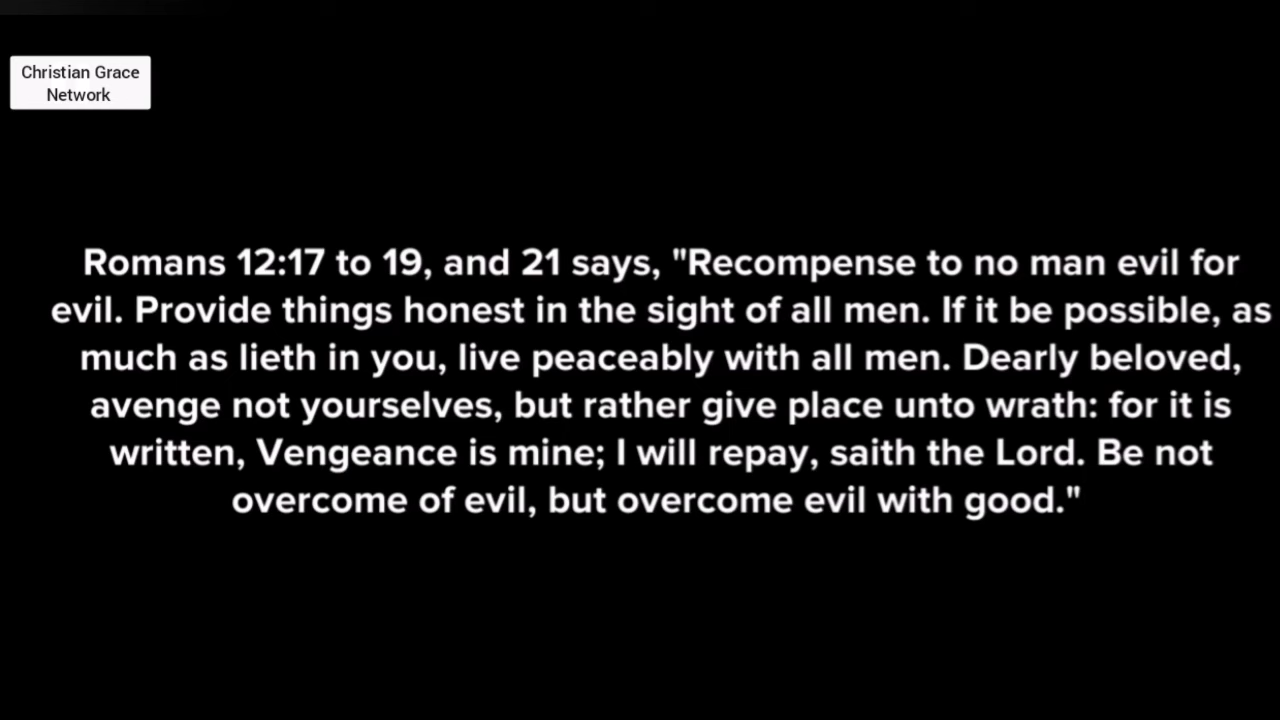 Christian Grace
Network
Romans 12:17 to 19, and 21 says, "Recompense to no man evil for
evil. Provide things honest in the sight of all men. If it be possible, as
much as lieth in you, live peaceably with all men. Dearly beloved,
avenge not yourselves, but rather give place unto wrath: for it is
written, Vengeance is mine; I will repay, saith the Lord. Be not
overcome of evil, but overcome evil with good."